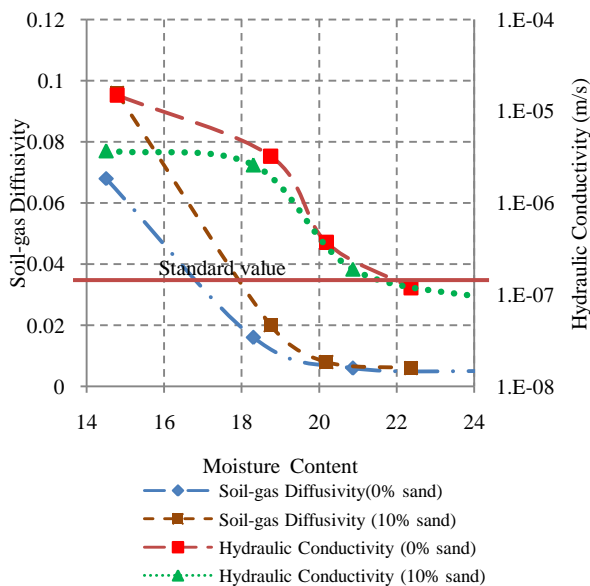 0.12
0.1
0.08
0.06
0.04
0.02
0
Soil-gas Diffusivity
1.E-04
1.E-05
1.E-06
1.E-07
1.E-08
Hydraulic Conductivity (m/s)
Standard value
14 16 18 20 22 24
Moisture Content
Soil-gas Diffusivity(0% sand)
Soil-gas Diffusivity (10% sand)
Hydraulic Conductivity (0% sand)
Hydraulic Conductivity (10% sand)